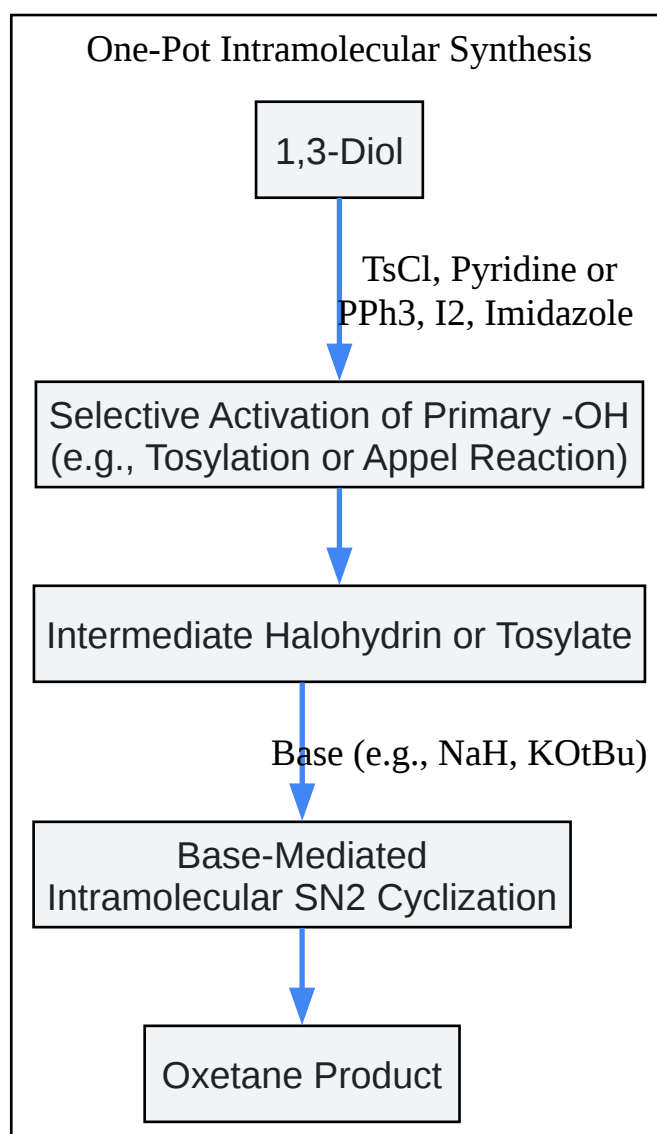 One-Pot Intramolecular Synthesis
1,3-Diol
TsCl, Pyridine or
PPh3, I2, Imidazole
Selective Activation of Primary -OH
(e.g., Tosylation or Appel Reaction)
Intermediate Halohydrin or Tosylate
Base (e.g., NaH, KOtBu)
Base-Mediated
Intramolecular SN2 Cyclization
Oxetane Product